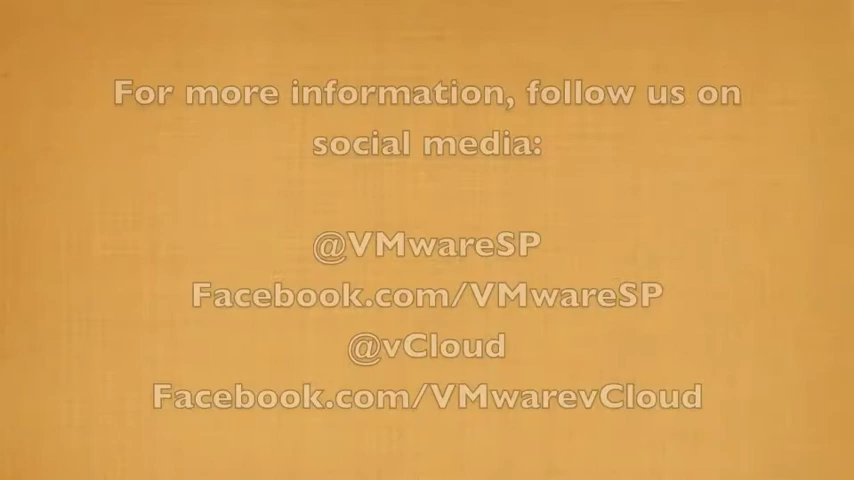 For more information, follow us on
social media:
@VMwareSP
Facebook.com/VMwareSP
@vCloud
Facebook.com/VMwarevCloud